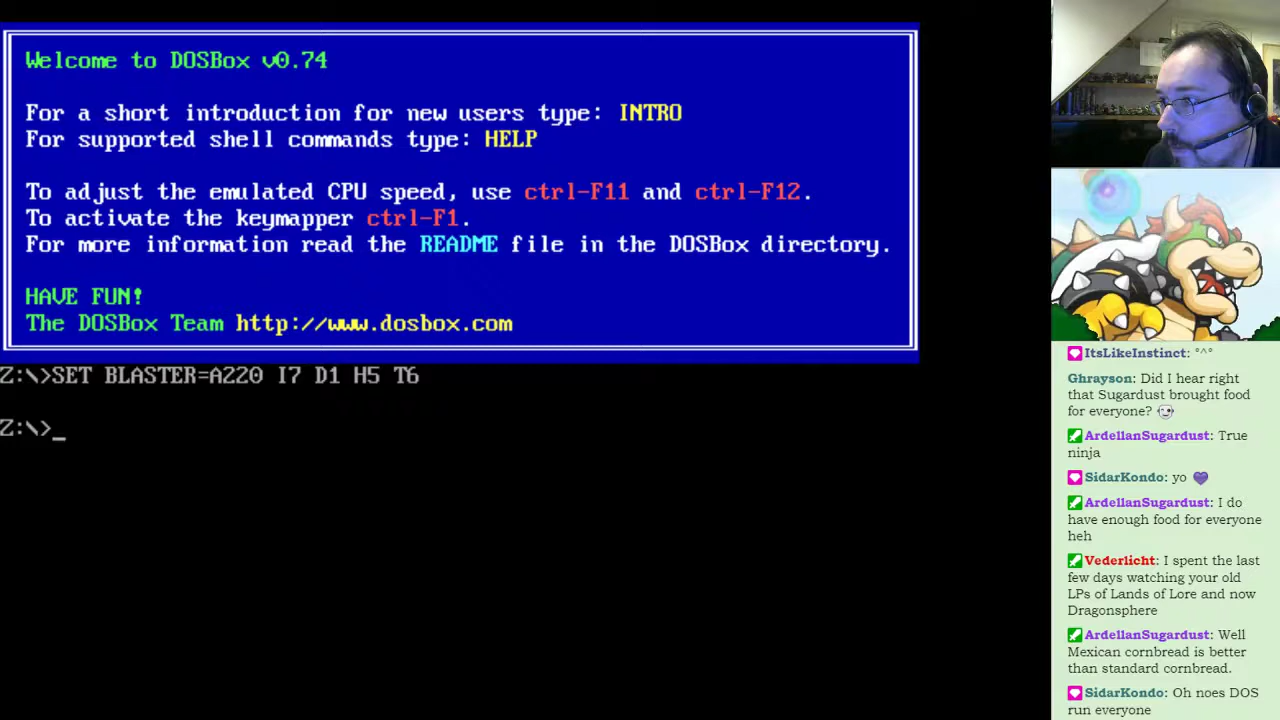 Welcome to DOSBox v0.74
For a short introduction for new users type: INTRO
For supported shell commands type: HELP
To adjust the emulated CPU speed, use ctrl-F11 and ctrl-F12.
To activate the keymapper ctrl-F1.
For more information read the README file in the DOSBox directory.
HAVE FUN!
The DOSBox Team http://www.dosbox.com
Z:\>SET BLASTER=A220 I7 D1 H5 T6
Z:\>_
ItsLikeInstinct: °^°
Ghrayson: Did I hear right
that Sugardust brought food
for everyone?
ArdellanSugardust: True
ninja
SidarKondo: yo
ArdellanSugardust: I do
have enough food for everyone
heh
Vederlicht: I spent the last
few days watching your old
LPs of Lands of Lore and now
Dragonsphere
ArdellanSugardust: Well
Mexican cornbread is better
than standard cornbread.
SidarKondo: Oh noes DOS
run everyone